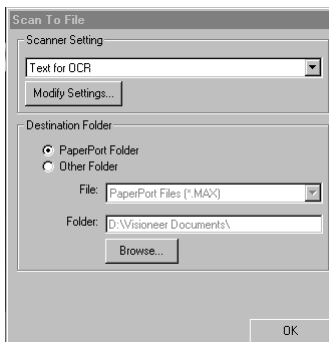 Scan To File
Scanner Setting
Text for OCR
Modify Settings...
Destination Folder
PaperPort Folder
Other Folder
File: PaperPort Files (*.MAX)
Folder: D:\Visioneer Documents\
Browse...
OK